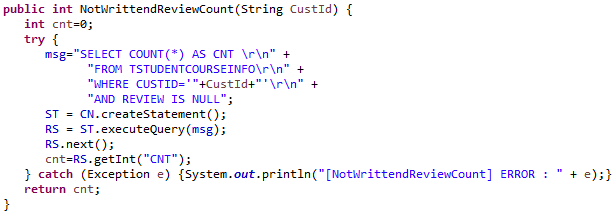 public int NotWrittendReviewCount(String CustId) {
int cnt=0;
try {
msg="SELECT COUNT(*) AS CNT \r\n" +
"FROM TSTUDENTCOURSEINFO\r\n" +
"WHERE CUSTID='"+CustId+"'\r\n" +
"AND REVIEW IS NULL";
ST = CN.createStatement();
RS = ST.executeQuery(msg);
RS.next();
cnt=RS.getInt("CNT");
} catch (Exception e) {System.out.println("[NotWrittendReviewCount] ERROR : " + e);}
return cnt;
}